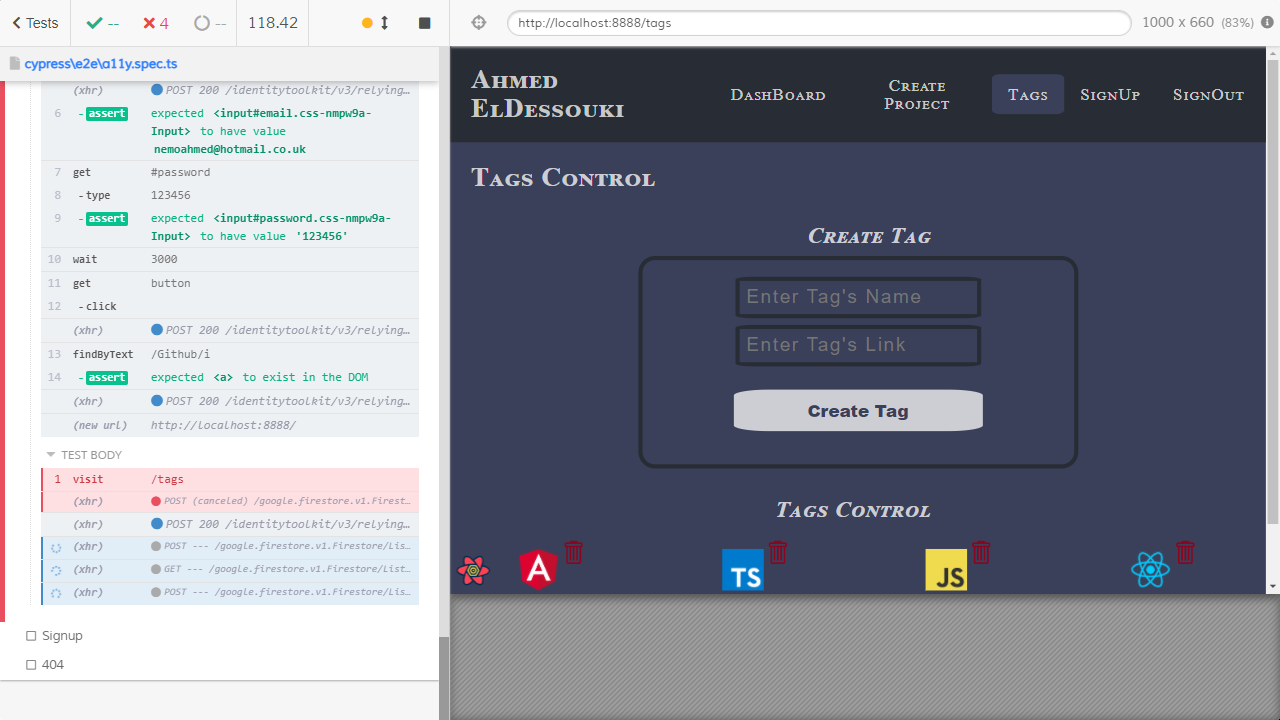 Tests
--
4
--
118.42
http://localhost:8888/tags
1000 x 660 (83%)
cypress\e2e\a11y.spec.ts
(xhr) POST 200 /identitytoolkit/v3/relying…
6 -assert expected <input#email.css-nmpw9a-
Input> to have value
nemoahmed@hotmail.co.uk
7 get #password
8 -type 123456
9 -assert expected <input#password.css-nmpw9a-
Input> to have value '123456'
10 wait 3000
11 get button
12 -click
(xhr) POST 200 /identitytoolkit/v3/relying…
13 findByText /Github/i
14 -assert expected <a> to exist in the DOM
(xhr) POST 200 /identitytoolkit/v3/relying…
(new url) http://localhost:8888/
TEST BODY
1 visit /tags
(xhr) POST (canceled) /google.firestore.v1.Firest…
(xhr) POST 200 /identitytoolkit/v3/relying…
(xhr) POST --- /google.firestore.v1.Firestore/Lis…
(xhr) GET --- /google.firestore.v1.Firestore/List…
(xhr) POST --- /google.firestore.v1.Firestore/Lis…
Signup
404
Ahmed
ElDessouki
DashBoard
Create
Project
Tags
SignUp
SignOut
Tags Control
Create Tag
Enter Tag's Name
Enter Tag's Link
Create Tag
Tags Control
A
TS
JS